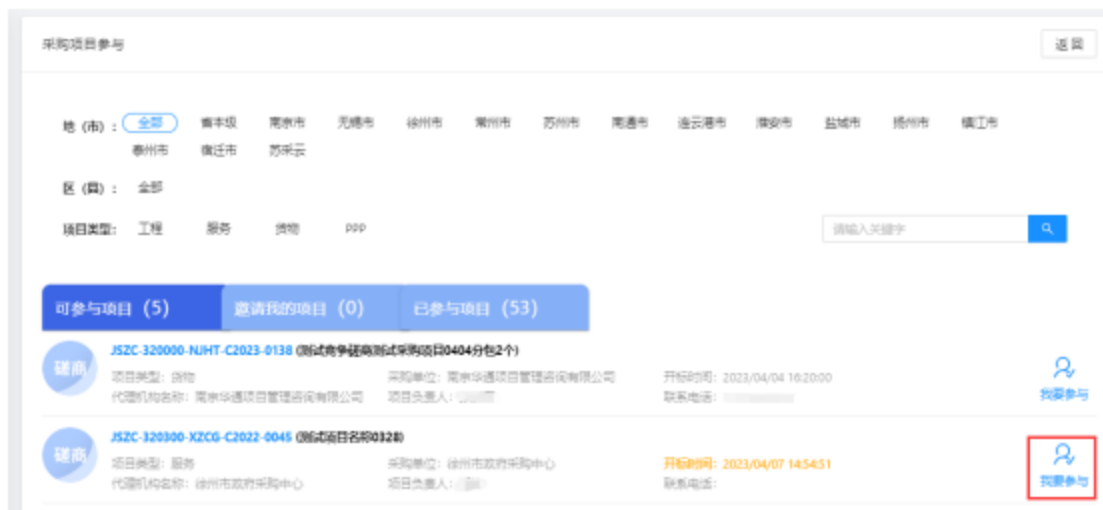 采购项目参与
返回
地（市）： 全部 省本级 南京市 无锡市 徐州市 常州市 苏州市 南通市 连云港市 淮安市 盐城市 扬州市 镇江市
泰州市 宿迁市 苏采云
区（县）： 全部
项目类型： 工程 服务 货物 PPP
请输入关键字
可参与项目（5） 邀请我的项目（0） 已参与项目（53）
磋商
JSZC-320000-NJHT-C2023-0138 (测试竞争磋商测试采购项目0404分包2个)
项目类型：货物 采购单位：南京华通项目管理咨询有限公司 开标时间：2023/04/04 16:20:00
代理机构名称：南京华通项目管理咨询有限公司 项目负责人： 联系电话：
我要参与
磋商
JSZC-320300-XZCG-C2022-0045 (测试项目名称0328)
项目类型：服务 采购单位：徐州市政府采购中心 开标时间：2023/04/07 14:54:51
代理机构名称：徐州市政府采购中心 项目负责人： 联系电话：
我要参与